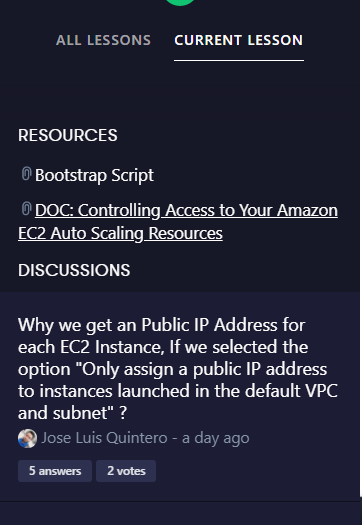 ALL LESSONS CURRENT LESSON
RESOURCES
Bootstrap Script
DOC: Controlling Access to Your Amazon
EC2 Auto Scaling Resources
DISCUSSIONS
Why we get an Public IP Address for
each EC2 Instance, If we selected the
option "Only assign a public IP address
to instances launched in the default VPC
and subnet" ?
Jose Luis Quintero - a day ago
5 answers 2 votes